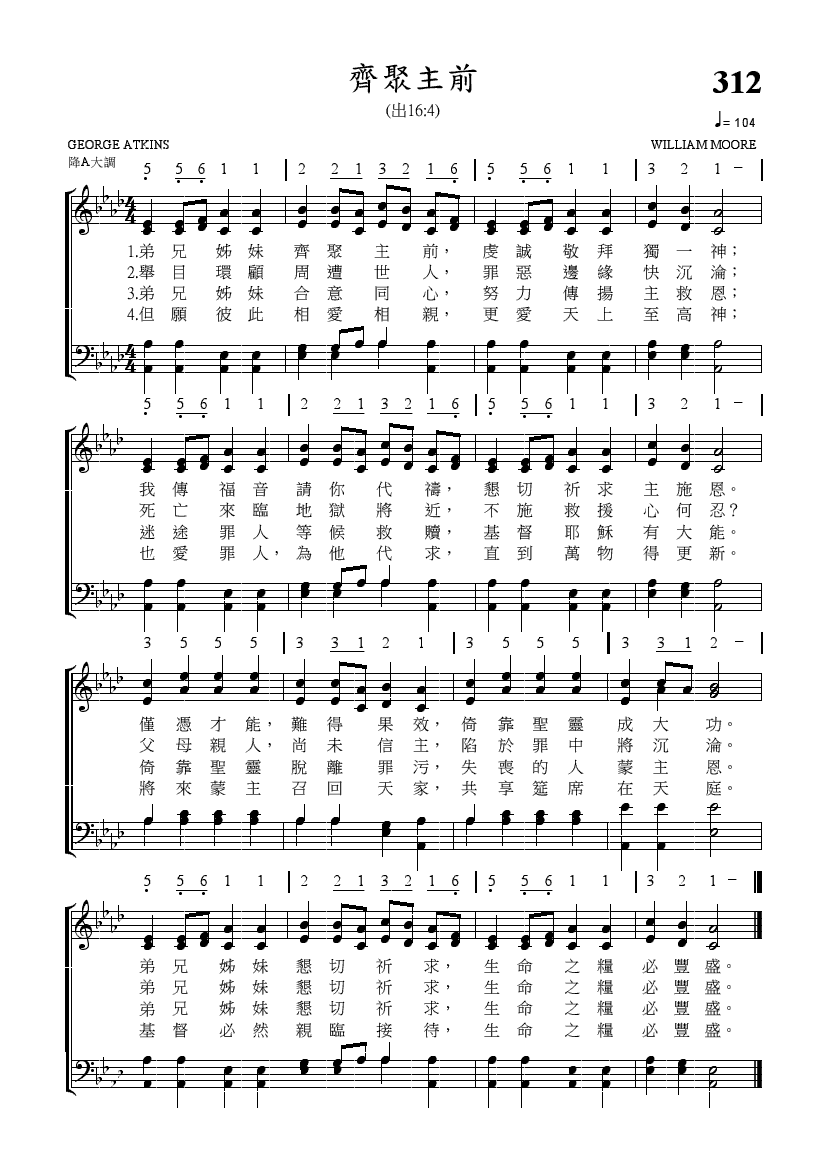 齊聚主前
312
(出16:4)
♩= 104
GEORGE ATKINS
WILLIAM MOORE
降A大調
5 5 6 1 1 | 2 2 1 3 2 1 6 | 5 5 6 1 1 | 3 2 1 –
1.弟兄姊妹齊聚主前，虔誠敬拜獨一神；
2.舉目環顧周遭世人，罪惡邊緣快沉淪；
3.弟兄姊妹合意同心，努力傳揚主救恩；
4.但願彼此相愛相親，更愛天上至高神；
5 5 6 1 1 | 2 2 1 3 2 1 6 | 5 5 6 1 1 | 3 2 1 – |
我傳福音請你代禱，懇切祈求主施恩。
死亡來臨地獄將近，不施救援心何忍？
迷途罪人等候救贖，基督耶穌有大能。
也愛罪人，為他代求，直到萬物得更新。
3 5 5 5 | 3 3 1 2 1 | 3 5 5 5 | 3 3 1 2 – |
僅憑才能，難得果效，倚靠聖靈成大功。
父母親人，尚未信主，陷於罪中將沉淪。
倚靠聖靈脫離罪污，失喪的人蒙主恩。
將來蒙主召回天家，共享筵席在天庭。
5 5 6 1 1 | 2 2 1 3 2 1 6 | 5 5 6 1 1 | 3 2 1 –
弟兄姊妹懇切祈求，生命之糧必豐盛。
弟兄姊妹懇切祈求，生命之糧必豐盛。
弟兄姊妹懇切祈求，生命之糧必豐盛。
基督必然親臨接待，生命之糧必豐盛。